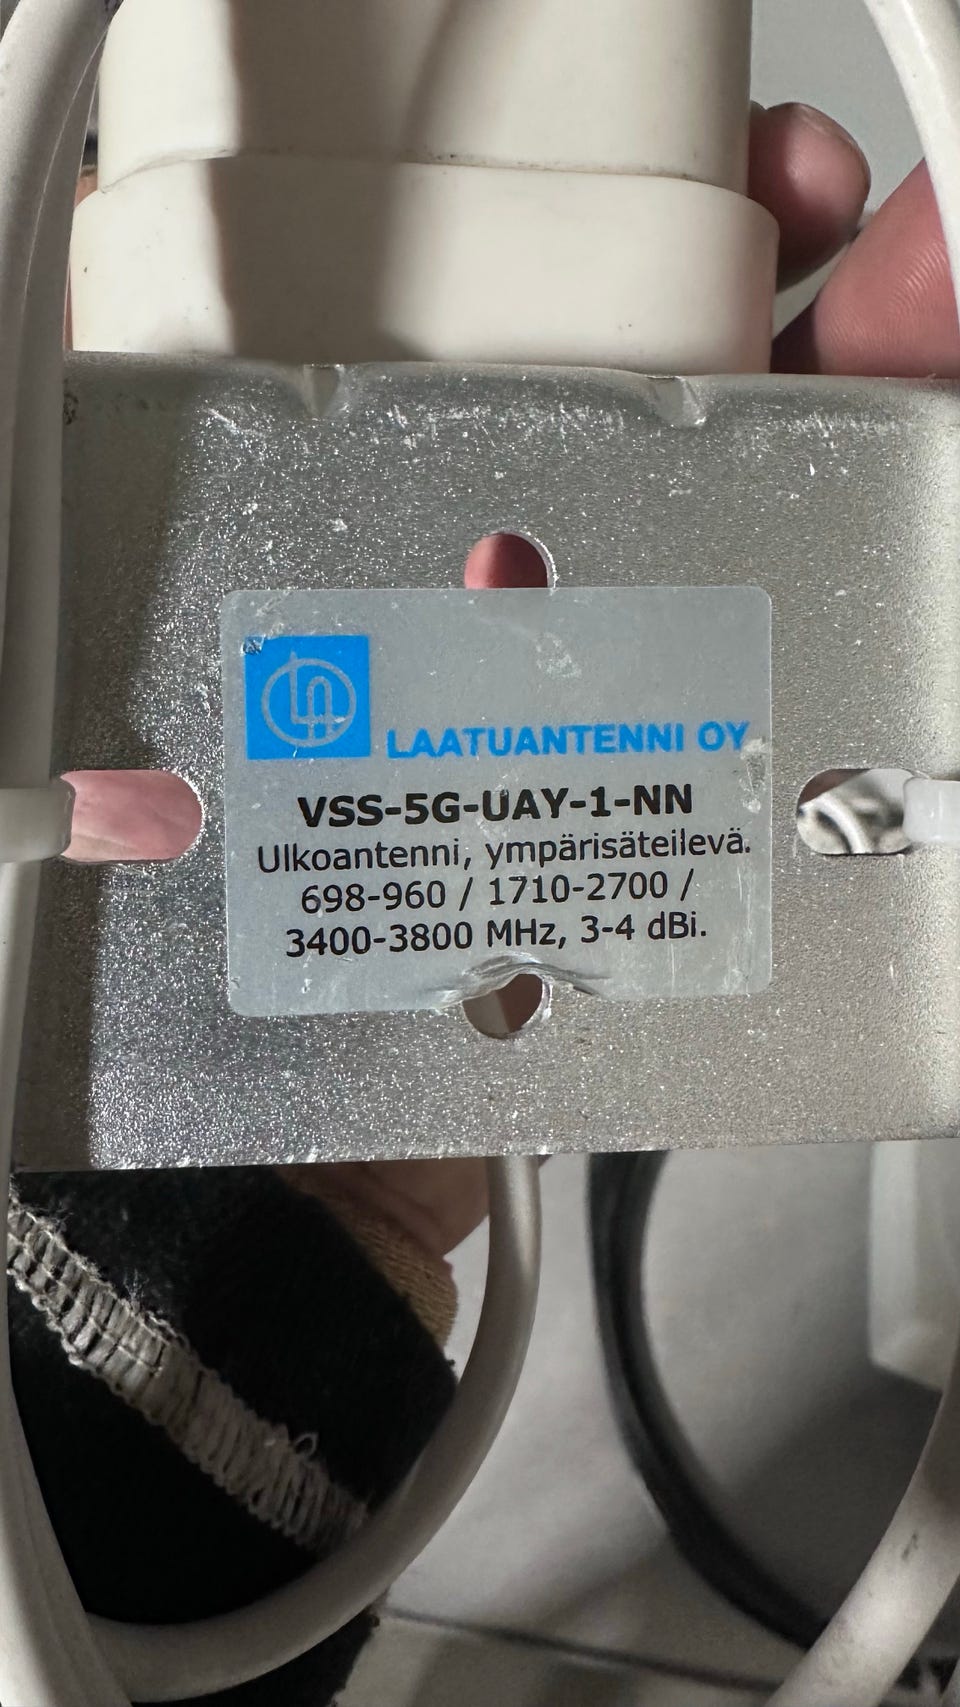 LAATUANTENNI OY
VSS-5G-UAY-1-NN
Ulkoantenni, ympärisäteilevä.
698-960 / 1710-2700 /
3400-3800 MHz, 3-4 dBi.